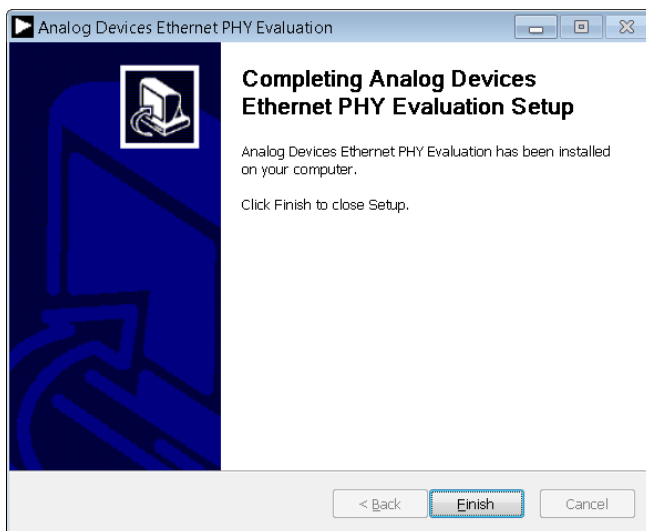 Analog Devices Ethernet PHY Evaluation
Completing Analog Devices
Ethernet PHY Evaluation Setup
Analog Devices Ethernet PHY Evaluation has been installed
on your computer.
Click Finish to close Setup.
< Back
Finish
Cancel